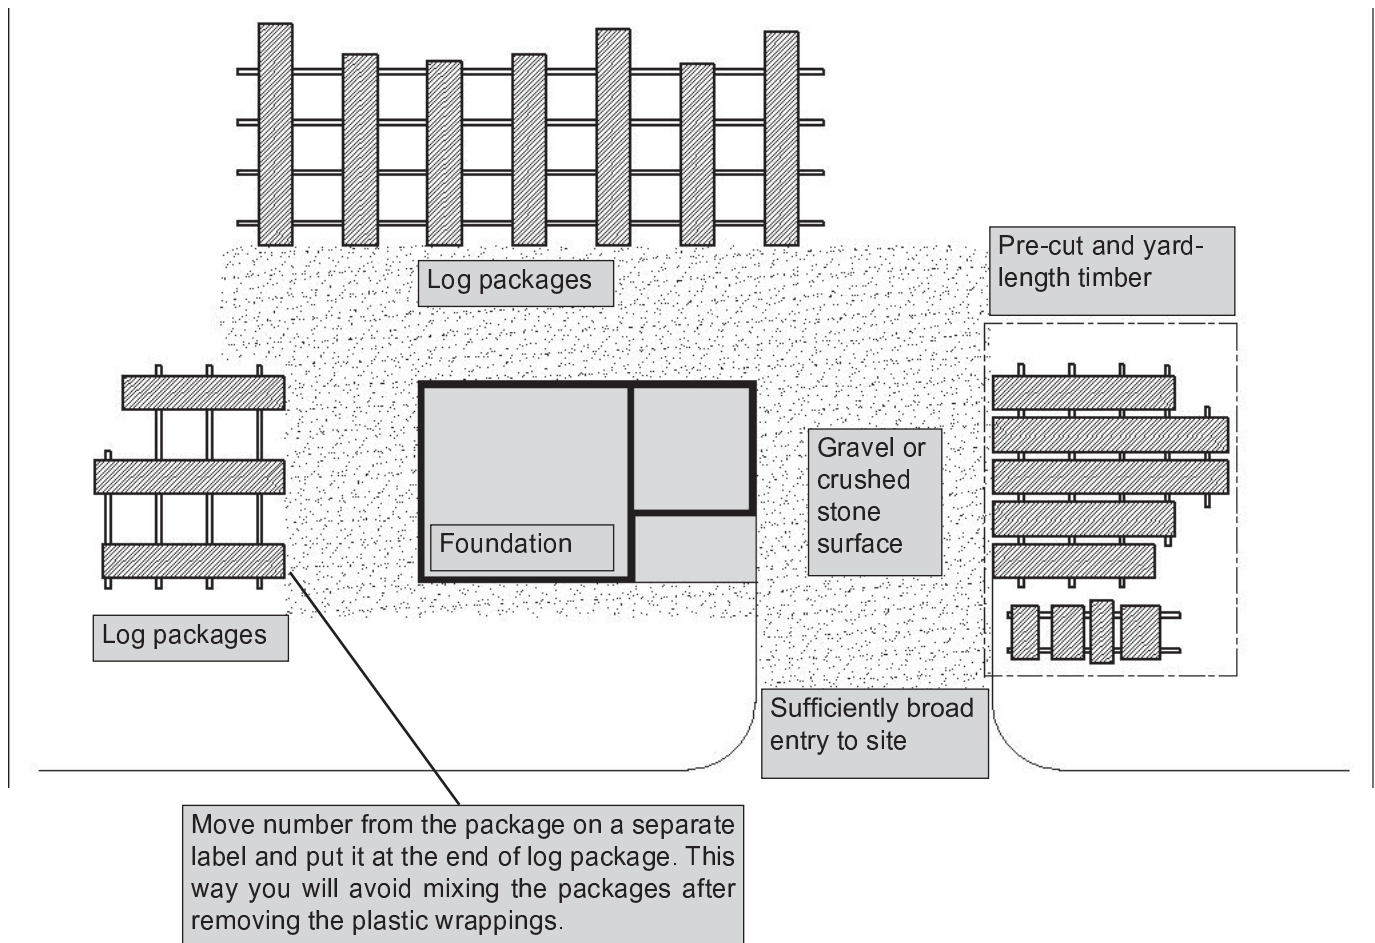 Log packages
Pre-cut and yard-
length timber
Gravel or
crushed
stone
surface
Foundation
Log packages
Sufficiently broad
entry to site
Move number from the package on a separate
label and put it at the end of log package. This
way you will avoid mixing the packages after
removing the plastic wrappings.